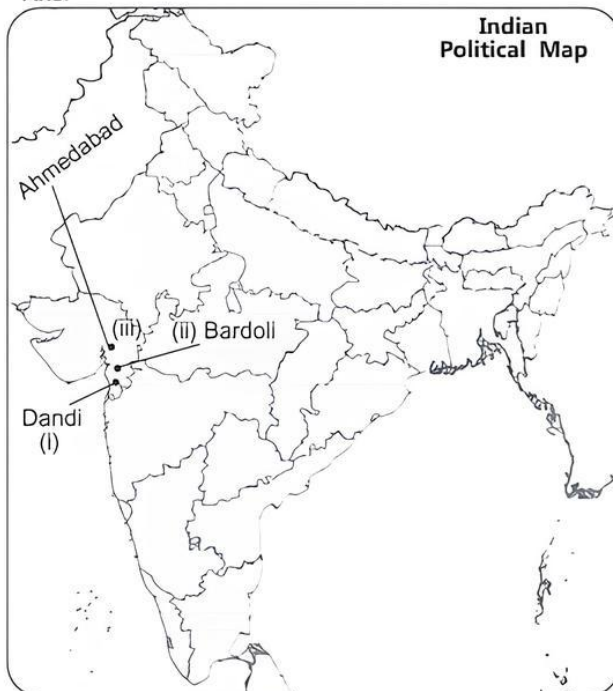 Indian
Political Map
Ahmedabad
(iii)
(ii) Bardoli
Dandi
(i)